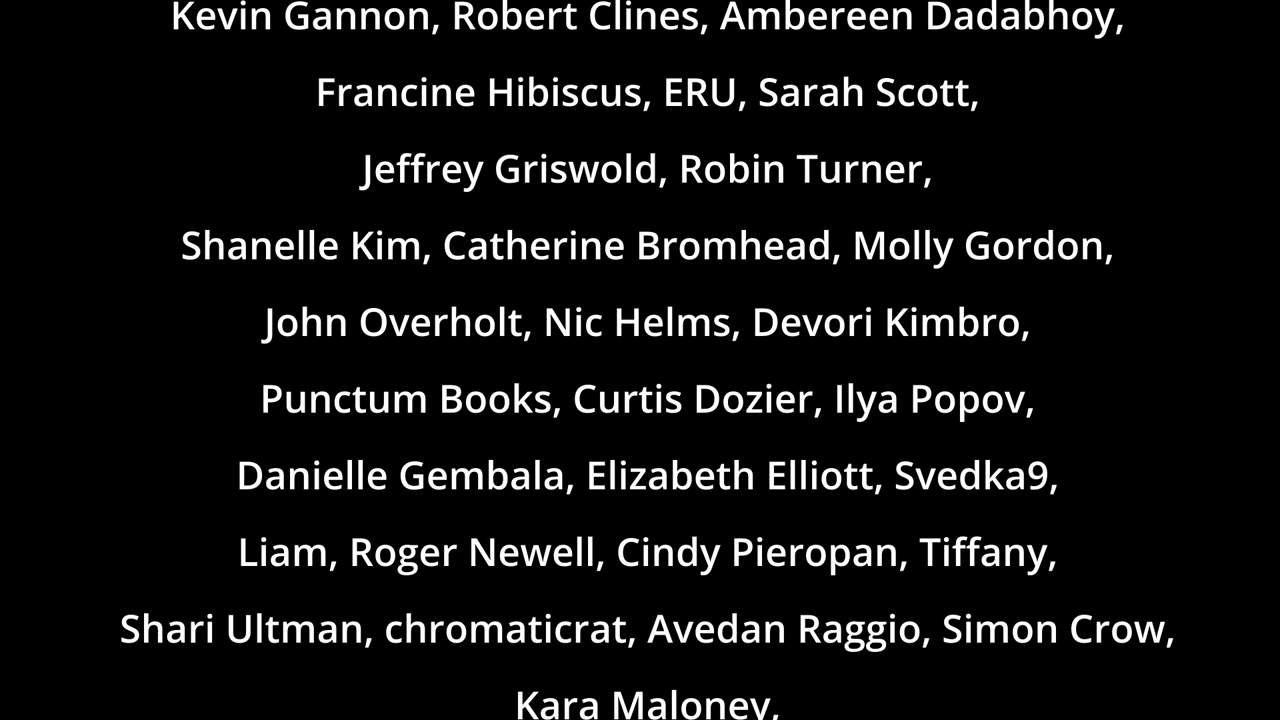 Kevin Gannon, Robert Clines, Ambereen Dadabhoy,
Francine Hibiscus, ERU, Sarah Scott,
Jeffrey Griswold, Robin Turner,
Shanelle Kim, Catherine Bromhead, Molly Gordon,
John Overholt, Nic Helms, Devori Kimbro,
Punctum Books, Curtis Dozier, Ilya Popov,
Danielle Gembala, Elizabeth Elliott, Svedka9,
Liam, Roger Newell, Cindy Pieropan, Tiffany,
Shari Ultman, chromaticrat, Avedan Raggio, Simon Crow,
Kara Maloney,